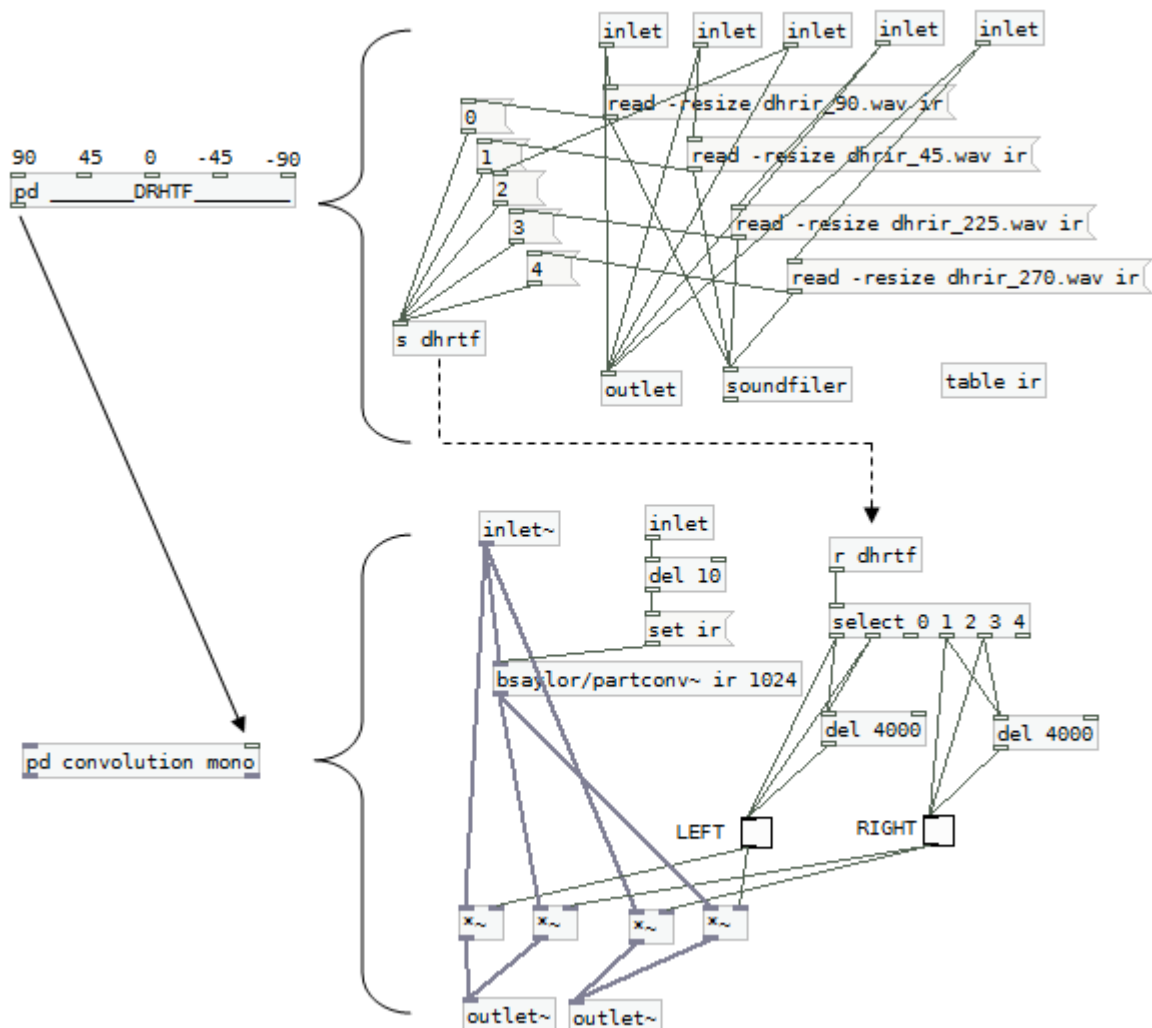 inlet inlet inlet inlet inlet
read -resize dhrir_90.wav ir
0
1
read -resize dhrir_45.wav ir
90 45 0 -45 -90
pd _______DRHTF________
2
3
read -resize dhrir_225.wav ir
4
read -resize dhrir_270.wav ir
s dhrtf
outlet
soundfiler
table ir
inlet~
inlet
r dhrtf
del 10
select 0 1 2 3 4
set ir
bsaylor/partconv~ ir 1024
del 4000
del 4000
pd convolution mono
LEFT
RIGHT
*~ *~ *~ *~
outlet~ outlet~